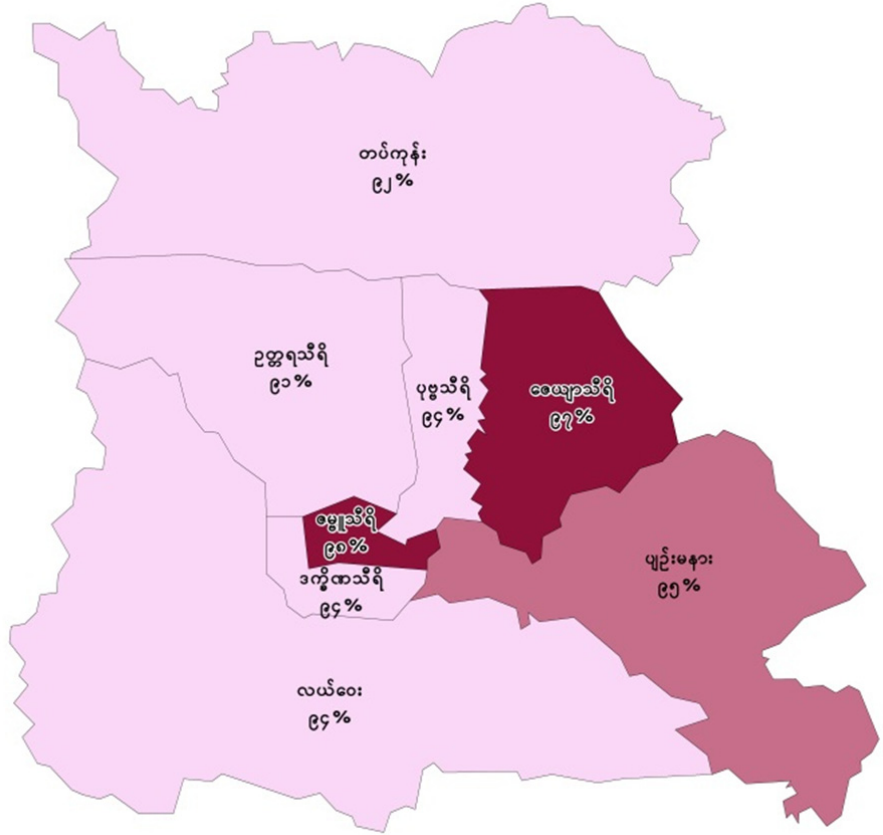 တပ်ကုန်း
၉၂%
ဥတ္တရသီရိ
၉၁%
ပုဗ္ဗသီရိ
၉၄%
ဇေယျာသီရိ
၉၇%
ဇမ္ဗူသီရိ
၉၈%
ဒက္ခိဏသီရိ
၉၄%
ပျဉ်းမနား
၉၅%
လယ်ဝေး
၉၄%